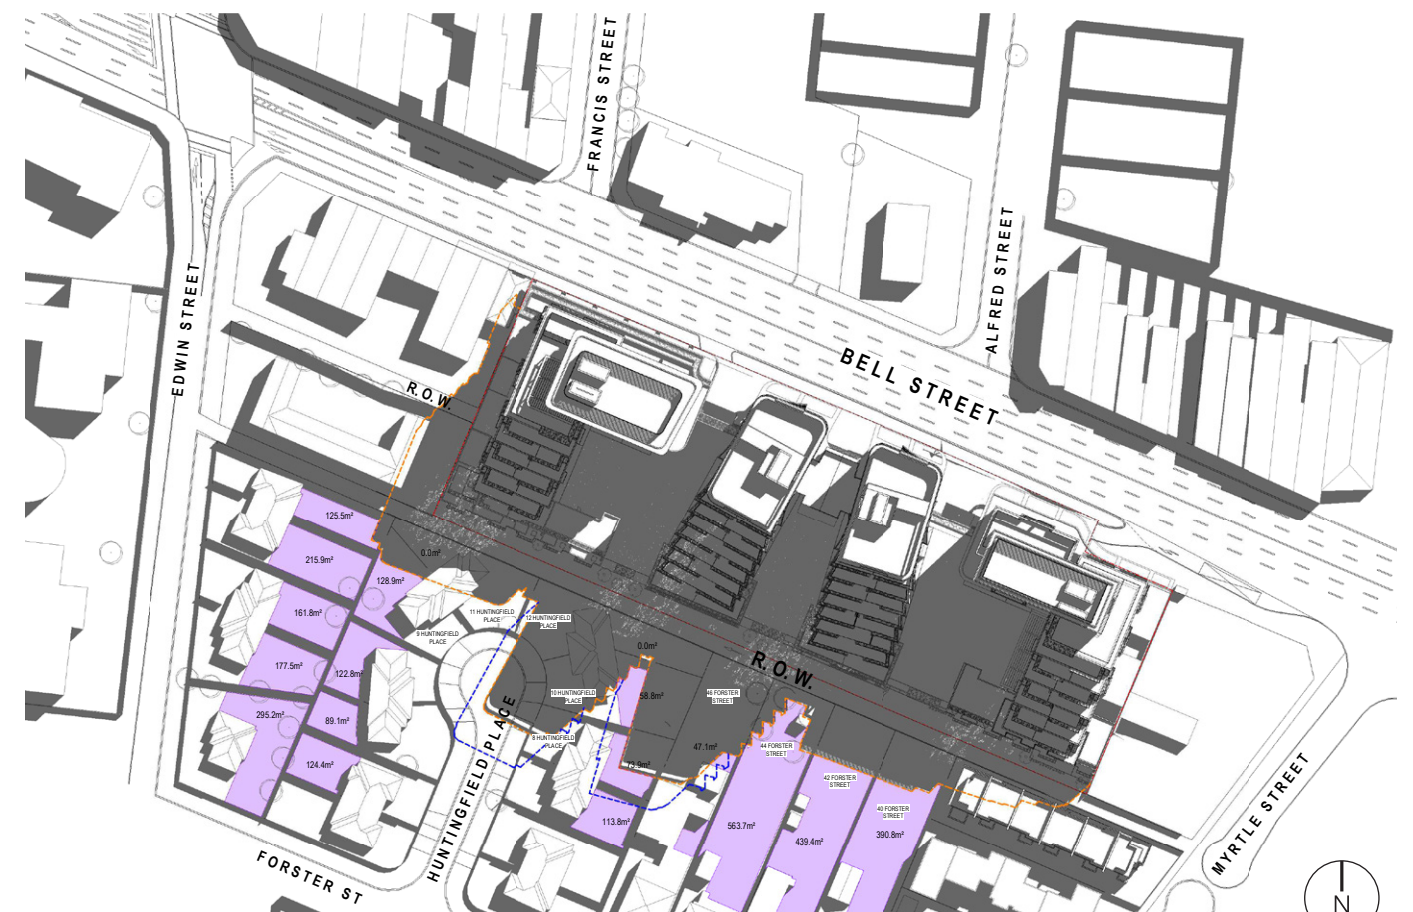 FRANCIS STREET
EDWIN STREET
ALFRED STREET
BELL STREET
R.O.W.
125.5m²
0.0m²
215.9m²
128.9m²
161.8m²
11 HUNTINGFIELD
PLACE
12 HUNTINGFIELD
PLACE
9 HUNTINGFIELD
PLACE
0.0m²
R.O.W.
177.5m²
122.8m²
10 HUNTINGFIELD
PLACE
58.8m²
46 FORSTER
STREET
295.2m²
89.1m²
8 HUNTINGFIELD
PLACE
47.1m²
44 FORSTER
STREET
124.4m²
73.9m²
42 FORSTER
STREET
HUNTINGFIELD PLACE
113.8m²
563.7m²
40 FORSTER
STREET
439.4m²
390.8m²
MYRTLE STREET
FORSTER ST
N